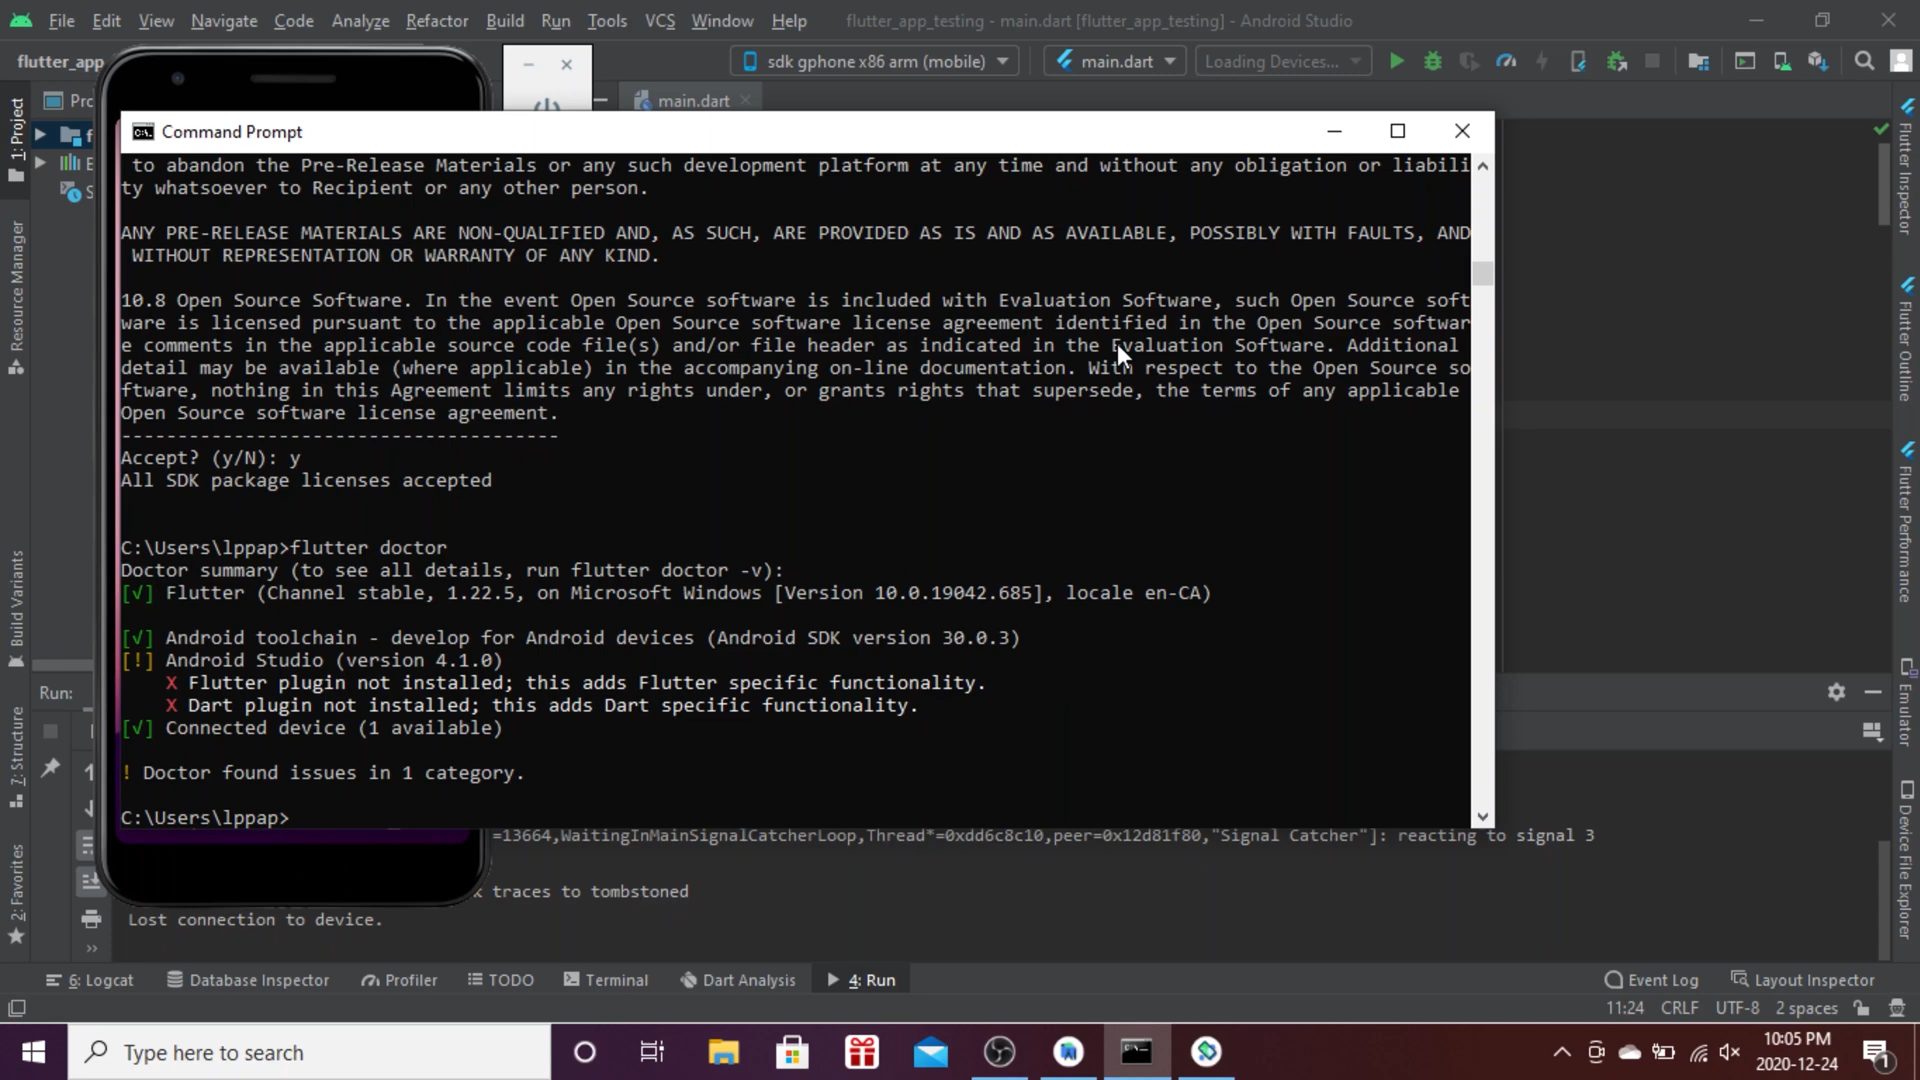 File Edit View Navigate Code Analyze Refactor Build Run Tools VCS Window Help flutter_app_testing - main.dart [flutter_app_testing] - Android Studio
flutter_app
sdk gphone x86 arm (mobile)
main.dart
Loading Devices...
Pro
main.dart
1: Project
Resource Manager
Build Variants
7: Structure
2: Favorites
Command Prompt
to abandon the Pre-Release Materials or any such development platform at any time and without any obligation or liabili
ty whatsoever to Recipient or any other person.
ANY PRE-RELEASE MATERIALS ARE NON-QUALIFIED AND, AS SUCH, ARE PROVIDED AS IS AND AS AVAILABLE, POSSIBLY WITH FAULTS, AND
WITHOUT REPRESENTATION OR WARRANTY OF ANY KIND.
10.8 Open Source Software. In the event Open Source software is included with Evaluation Software, such Open Source soft
ware is licensed pursuant to the applicable Open Source software license agreement identified in the Open Source softwar
e comments in the applicable source code file(s) and/or file header as indicated in the Evaluation Software. Additional
detail may be available (where applicable) in the accompanying on-line documentation. With respect to the Open Source so
ftware, nothing in this Agreement limits any rights under, or grants rights that supersede, the terms of any applicable
Open Source software license agreement.
---------------------------------------
Accept? (y/N): y
All SDK package licenses accepted
C:\Users\lppap>flutter doctor
Doctor summary (to see all details, run flutter doctor -v):
[√] Flutter (Channel stable, 1.22.5, on Microsoft Windows [Version 10.0.19042.685], locale en-CA)
[√] Android toolchain - develop for Android devices (Android SDK version 30.0.3)
[!] Android Studio (version 4.1.0)
X Flutter plugin not installed; this adds Flutter specific functionality.
X Dart plugin not installed; this adds Dart specific functionality.
[√] Connected device (1 available)
! Doctor found issues in 1 category.
C:\Users\lppap>
Flutter Inspector
Flutter Outline
Flutter Performance
Emulator
Device File Explorer
Run:
=13664,WaitingInMainSignalCatcherLoop,Thread*=0xdd6c8c10,peer=0x12d81f80,"Signal Catcher"]: reacting to signal 3
traces to tombstoned
Lost connection to device.
6: Logcat Database Inspector Profiler TODO Terminal Dart Analysis 4: Run Event Log Layout Inspector
11:24 CRLF UTF-8 2 spaces
Type here to search
10:05 PM
2020-12-24
1